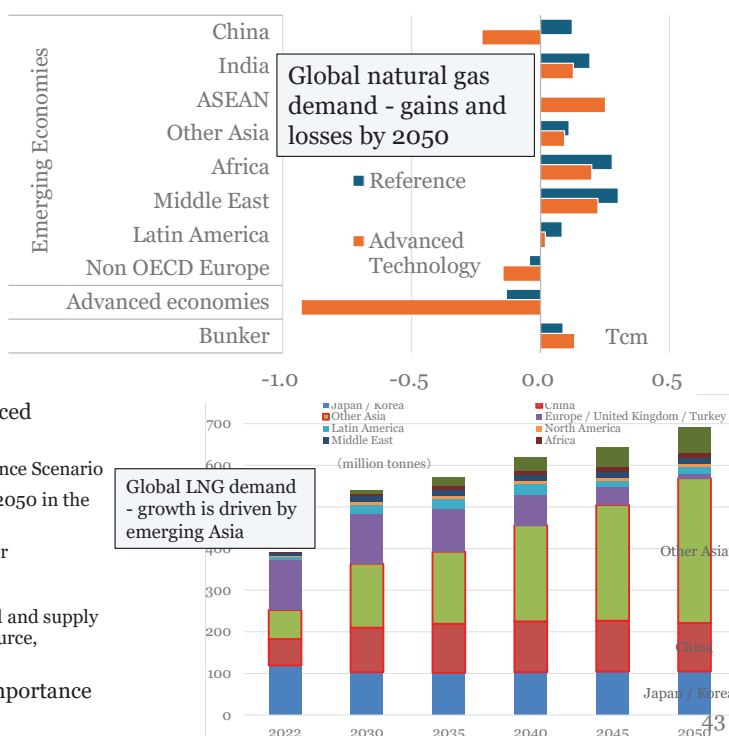 Emerging Economies
China
India
ASEAN
Other Asia
Africa
Middle East
Latin America
Non OECD Europe
Advanced economies
Bunker
Global natural gas
demand - gains and
losses by 2050
Reference
Advanced
Technology
Tcm
-1.0 -0.5 0.0 0.5
ced
nce Scenario
2050 in the
r
l and supply
urce,
mportance
Global LNG demand
- growth is driven by
emerging Asia
Japan / Korea China
Other Asia Europe / United Kingdom / Turkey
Latin America North America
Middle East Africa
(million tonnes)
700
600
400
300
200
100
0
Other Asia
China
Japan / Korea
2022 2030 2035 2040 2045 2050
43